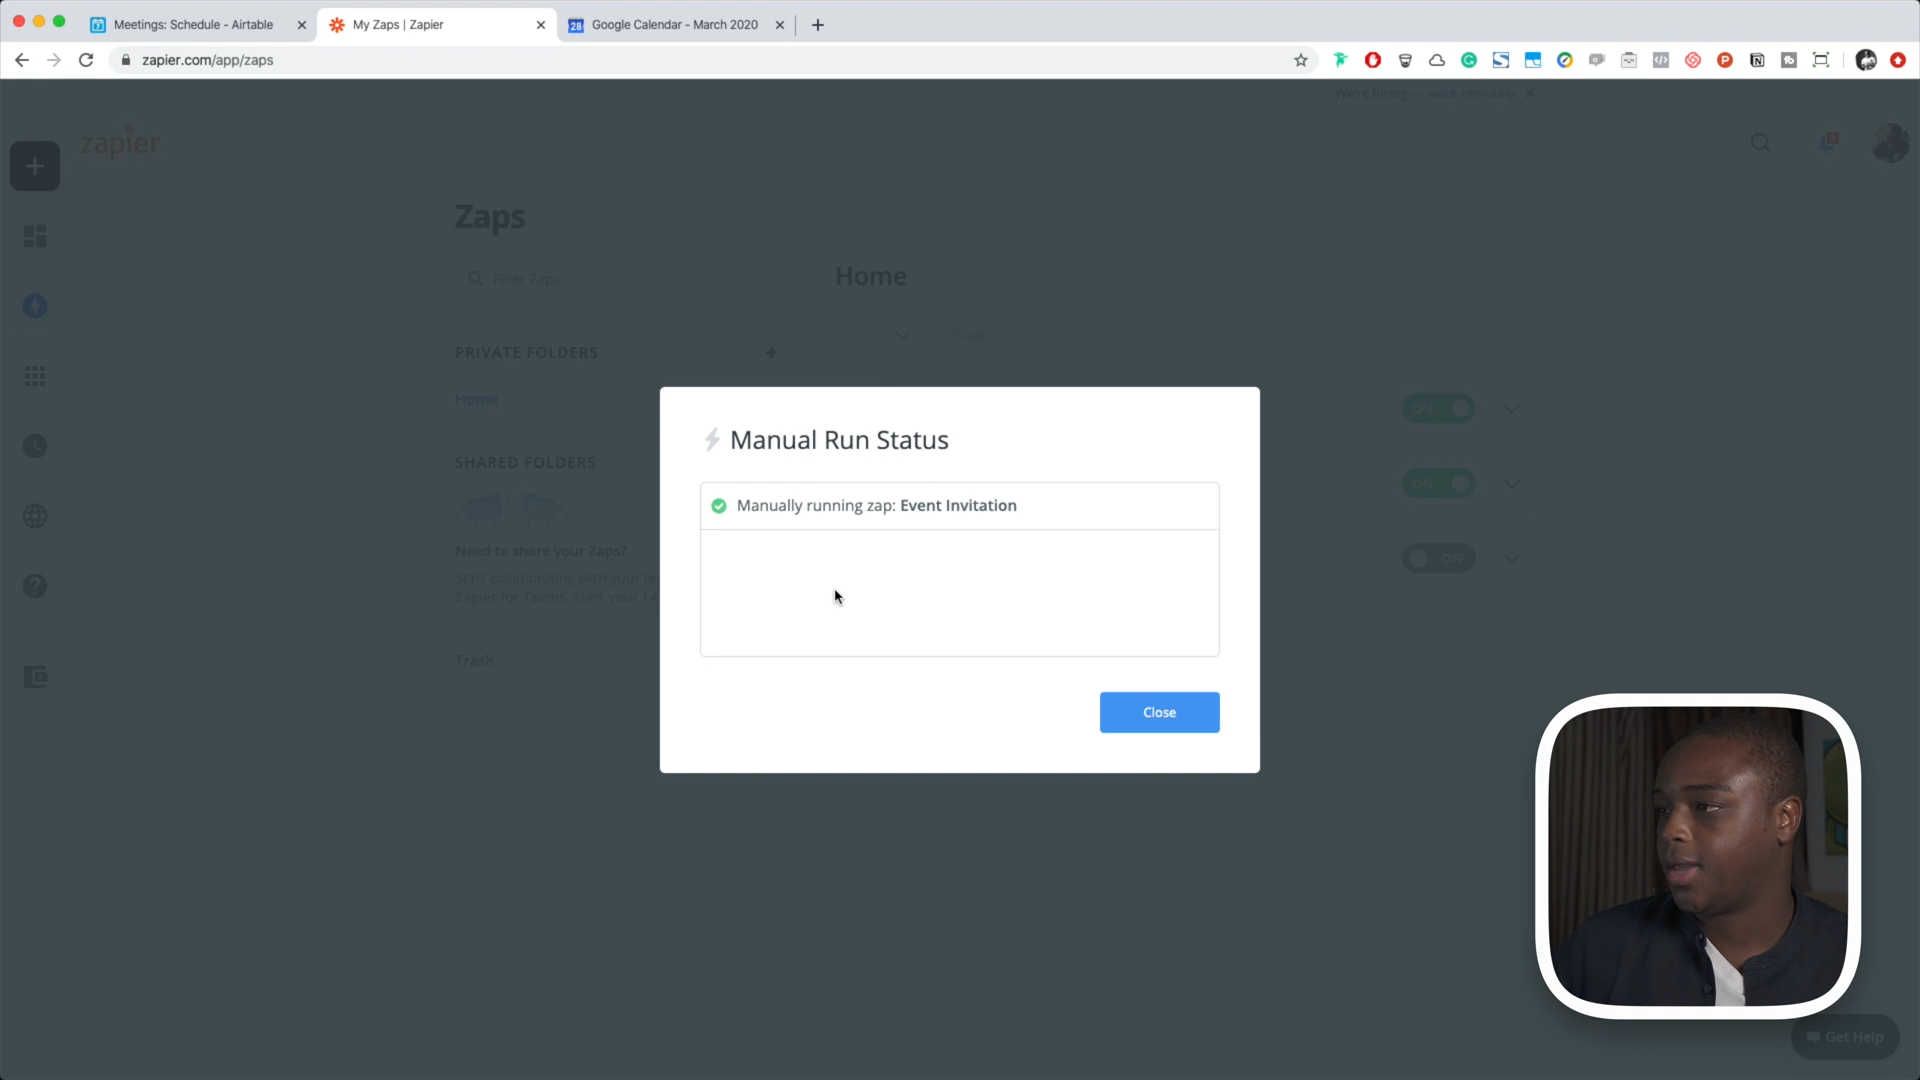 Meetings: Schedule - Airtable
My Zaps | Zapier
28
Google Calendar - March 2020
zapier.com/app/zaps
We're hiring — work remotely
zapier
Zaps
Filter Zaps...
Home
Trash
PRIVATE FOLDERS
Home
ON
SHARED FOLDERS
ON
Need to share your Zaps?
Start collaborating with your te
Zapier for Teams. Start your 14
OFF
Trash
Manual Run Status
Manually running zap: Event Invitation
Close
Get Help